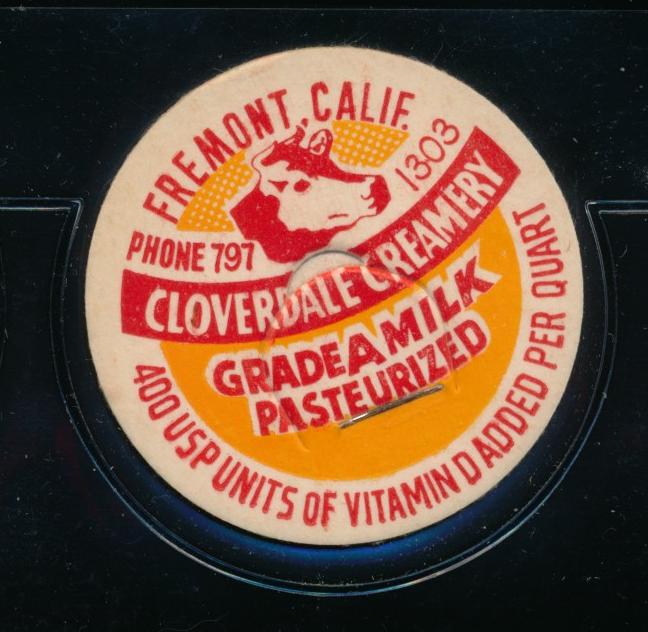 FREMONT, CALIF.
1303
PHONE 797
CLOVERDALE CREAMERY
GRADE A MILK
PASTEURIZED
400 USP UNITS OF VITAMIN D ADDED PER QUART